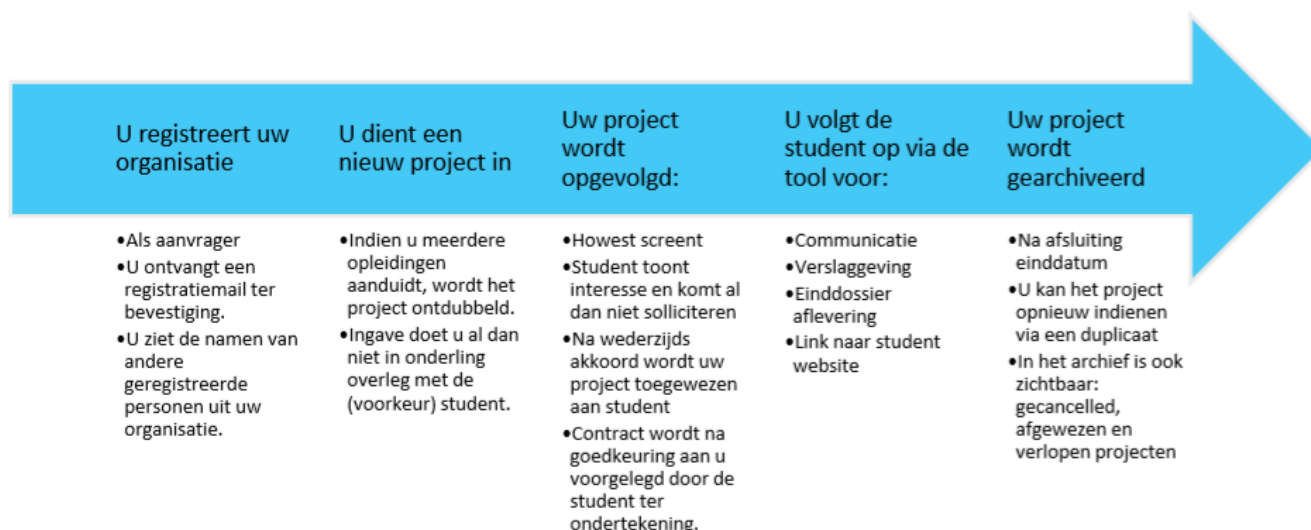 U registreert uw
organisatie
•Als aanvrager
•U ontvangt een
registratiemail ter
bevestiging.
•U ziet de namen van
andere
geregistreerde
personen uit uw
organisatie.
U dient een
nieuw project in
•Indien u meerdere
opleidingen
aanduidt, wordt het
project ontdubbeld.
•Ingave doet u al dan
niet in onderling
overleg met de
(voorkeur) student.
Uw project
wordt
opgevolgd:
•Howest screent
•Student toont
interesse en komt al
dan niet solliciteren
•Na wederzijds
akkoord wordt uw
project toegewezen
aan student
•Contract wordt na
goedkeuring aan u
voorgelegd door de
student ter
ondertekening.
U volgt de
student op via de
tool voor:
•Communicatie
•Verslaggeving
•Einddossier
aflevering
•Link naar student
website
Uw project
wordt
gearchiveerd
•Na afsluiting
einddatum
•U kan het project
opnieuw indienen
via een duplicaat
•In het archief is ook
zichtbaar:
gecancelled,
afgewezen en
verlopen projecten